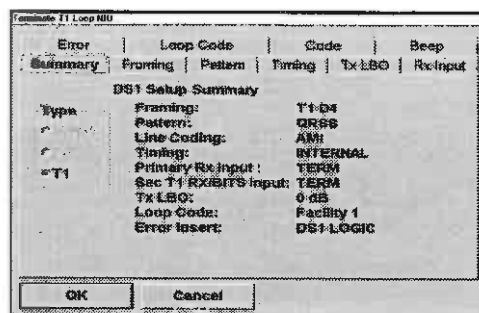 Terminate T1 Loop NIU
Error Loop Code Code Beep
Summary Framing Pattern Timing Tx LBO Rx Input
DS1 Setup Summary
Type
T1
Framing: T1-D4
Pattern: QRSS
Line Coding: AMI
Timing: INTERNAL
Primary Rx Input : TERM
Sec T1 RX/BITS Input: TERM
Tx LBO: 0 dB
Loop Code: Facility 1
Error Insert: DS1 LOGIC
OK Cancel